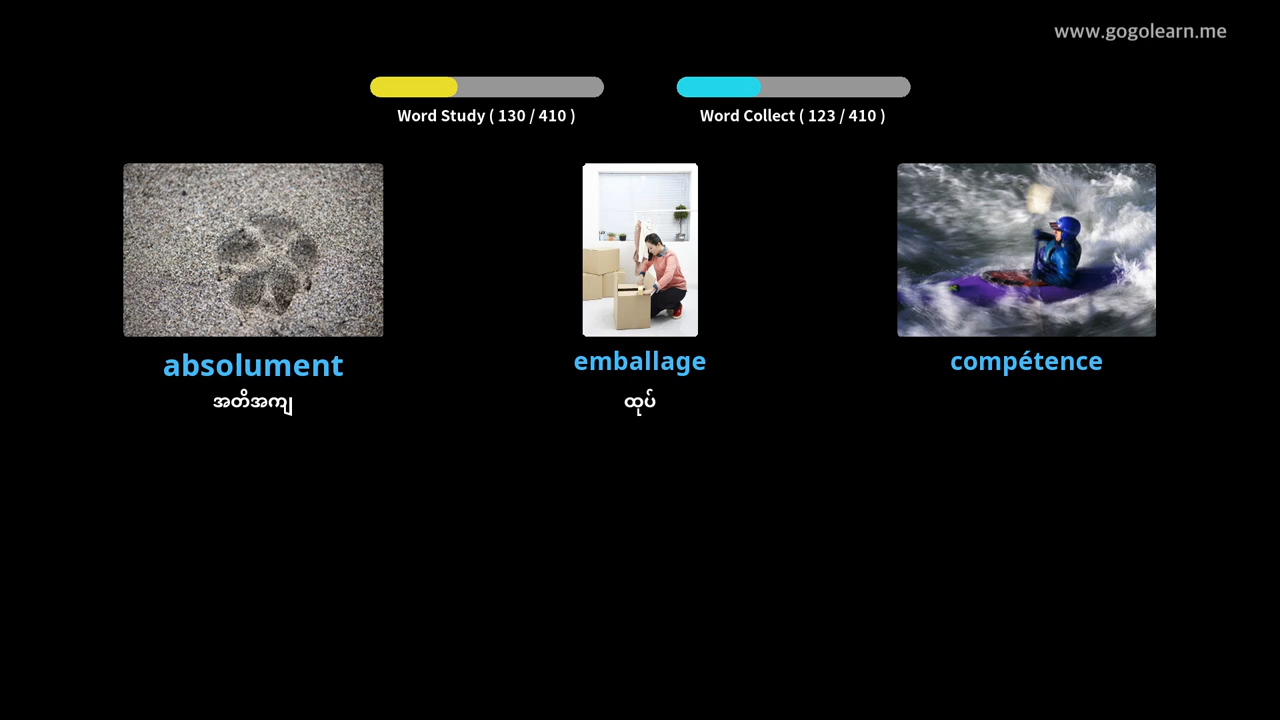 www.gogolearn.me
Word Study ( 130 / 410 )
Word Collect ( 123 / 410 )
absolument
emballage
compétence
အတိအကျ
ထုပ်